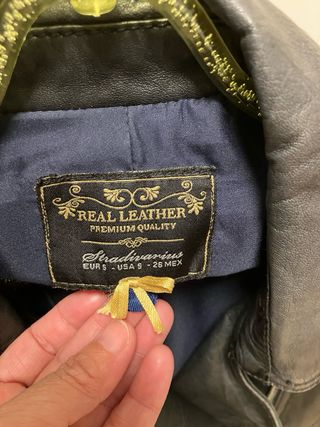 REAL LEATHER
PREMIUM QUALITY
Stradivarius
EUR S - USA S - 26 MEX